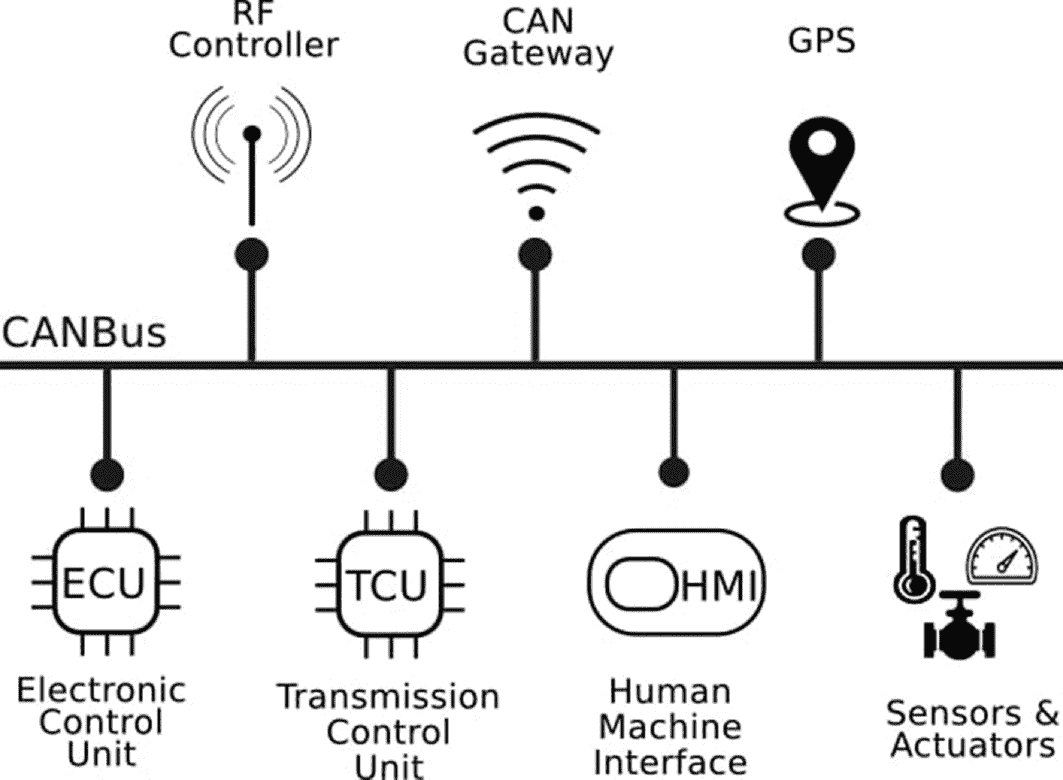 RF
Controller
CAN
Gateway
GPS
CANBus
ECU
TCU
HMI
Electronic
Control
Unit
Transmission
Control
Unit
Human
Machine
Interface
Sensors &
Actuators